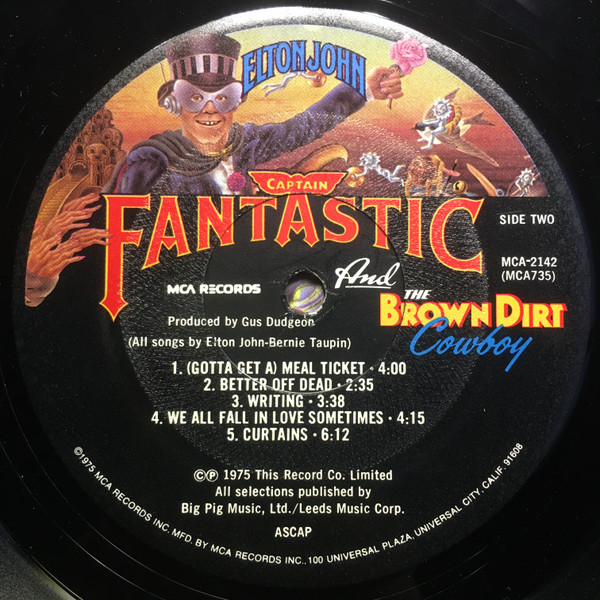 ELTON JOHN
CAPTAIN
FANTASTIC
SIDE TWO
MCA-2142
(MCA735)
MCA RECORDS
And
THE
BROWN DIRT
Cowboy
Produced by Gus Dudgeon
(All songs by Elton John-Bernie Taupin)
1. (GOTTA GET A) MEAL TICKET • 4:00
2. BETTER OFF DEAD • 2:35
3. WRITING • 3:38
4. WE ALL FALL IN LOVE SOMETIMES • 4:15
5. CURTAINS • 6:12
©℗ 1975 This Record Co. Limited
All selections published by
Big Pig Music, Ltd./Leeds Music Corp.
ASCAP
©1975 MCA RECORDS INC. MFD. BY MCA RECORDS INC., 100 UNIVERSAL PLAZA, UNIVERSAL CITY, CALIF. 91608